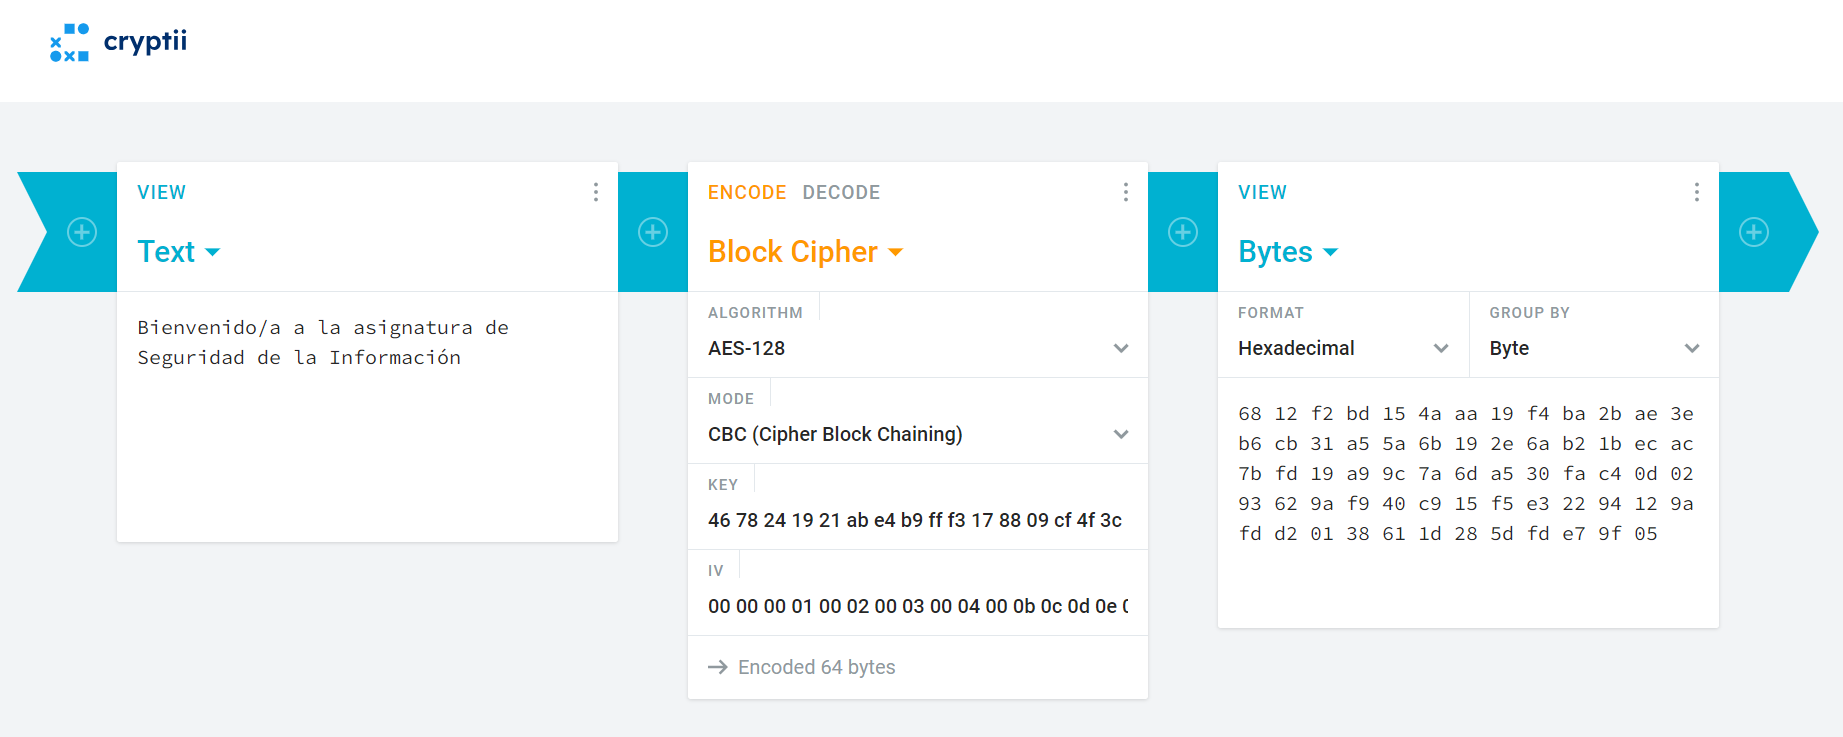 cryptii
VIEW
Text
Bienvenido/a a la asignatura de
Seguridad de la Información
ENCODE DECODE
Block Cipher
ALGORITHM
AES-128
MODE
CBC (Cipher Block Chaining)
KEY
46 78 24 19 21 ab e4 b9 ff f3 17 88 09 cf 4f 3c
IV
00 00 00 01 00 02 00 03 00 04 00 0b 0c 0d 0e
Encoded 64 bytes
VIEW
Bytes
FORMAT
Hexadecimal
GROUP BY
Byte
68 12 f2 bd 15 4a aa 19 f4 ba 2b ae 3e
b6 cb 31 a5 5a 6b 19 2e 6a b2 1b ec ac
7b fd 19 a9 9c 7a 6d a5 30 fa c4 0d 02
93 62 9a f9 40 c9 15 f5 e3 22 94 12 9a
fd d2 01 38 61 1d 28 5d fd e7 9f 05